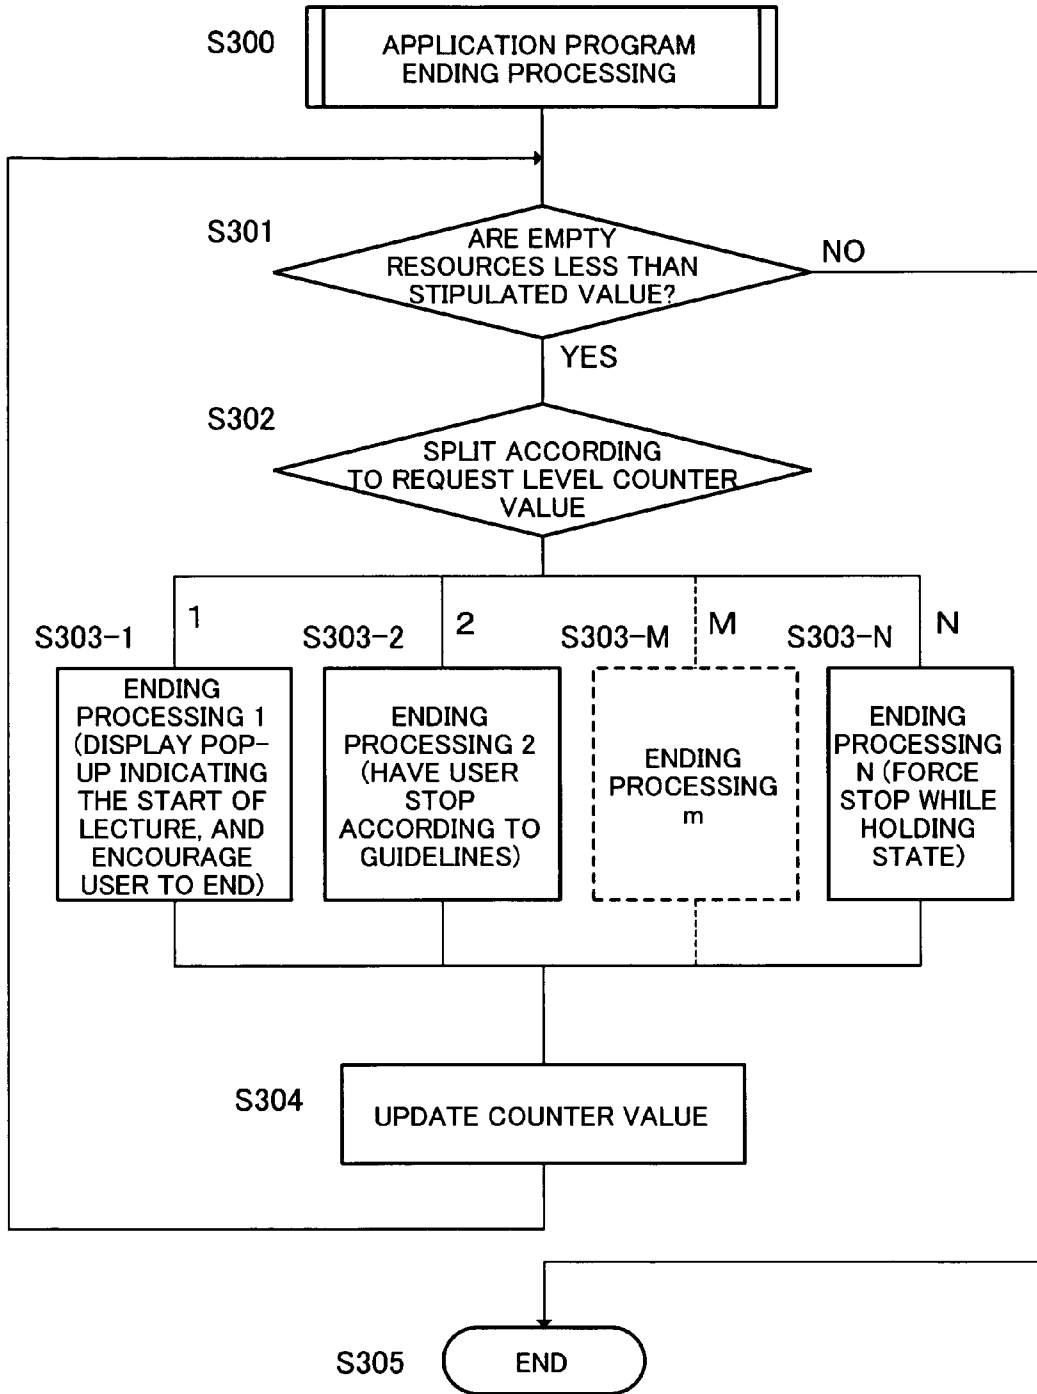 S300
APPLICATION PROGRAM
ENDING PROCESSING
S301
ARE EMPTY
RESOURCES LESS THAN
STIPULATED VALUE?
NO
YES
S302
SPLIT ACCORDING
TO REQUEST LEVEL COUNTER
VALUE
S303-1
1
S303-2
2
S303-M
M
S303-N
N
ENDING
PROCESSING 1
(DISPLAY POP-
UP INDICATING
THE START OF
LECTURE, AND
ENCOURAGE
USER TO END)
ENDING
PROCESSING 2
(HAVE USER
STOP
ACCORDING TO
GUIDELINES)
ENDING
PROCESSING
m
ENDING
PROCESSING
N (FORCE
STOP WHILE
HOLDING
STATE)
S304
UPDATE COUNTER VALUE
S305
END